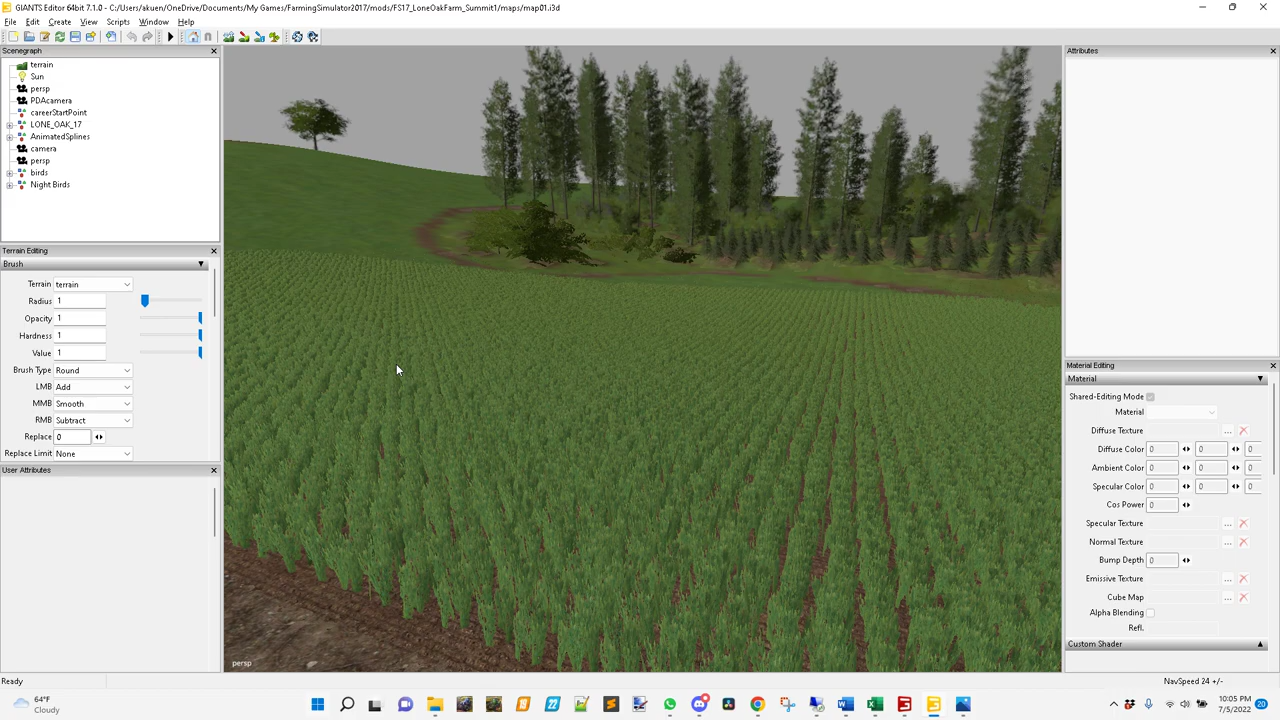 GIANTS Editor 64bit 7.1.0 - C:/Users/akuen/OneDrive/Documents/My Games/FarmingSimulator2017/mods/FS17_LoneOakFarm_Summit1/maps/map01.i3d
File Edit Create View Scripts Window Help
Scenegraph
terrain
Sun
persp
PDAcamera
careerStartPoint
LONE_OAK_17
AnimatedSplines
camera
persp
birds
Night Birds
Terrain Editing
Brush
Terrain terrain
Radius 1
Opacity 1
Hardness 1
Value 1
Brush Type Round
LMB Add
MMB Smooth
RMB Subtract
Replace 0
Replace Limit None
User Attributes
persp
Attributes
Material Editing
Material
Shared-Editing Mode
Material
Diffuse Texture ...
Diffuse Color 0 0 0
Ambient Color 0 0 0
Specular Color 0 0 0
Cos Power 0
Specular Texture ...
Normal Texture ...
Bump Depth 0
Emissive Texture ...
Cube Map ...
Alpha Blending
Refl.
Custom Shader
Ready
NavSpeed 24 +/-
64°F
Cloudy
19
22
10:05 PM
7/5/2022
20